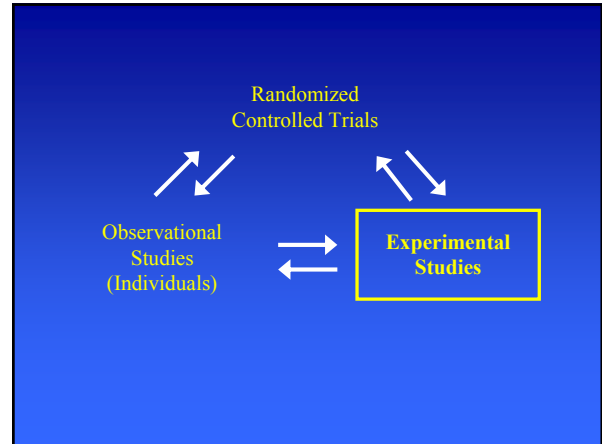 Randomized
Controlled Trials
Observational
Studies
(Individuals)
Experimental
Studies